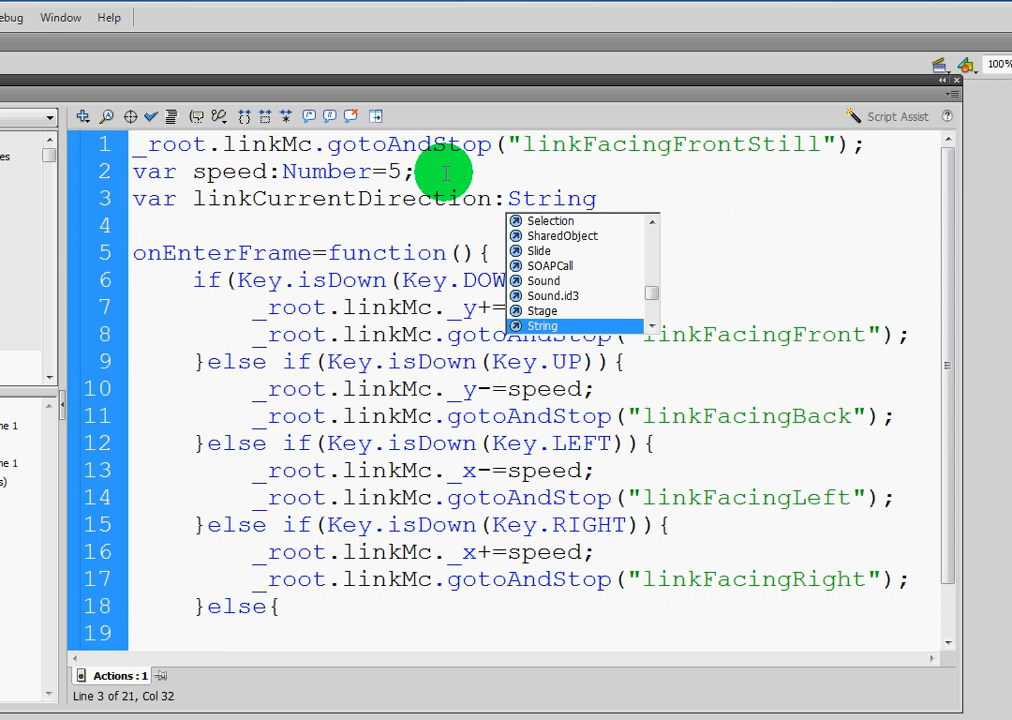 ebug Window Help
100%
Script Assist
es
1 _root.linkMc.gotoAndStop("linkFacingFrontStill");
2 var speed:Number=5;
3 var linkCurrentDirection:String
4
Selection
SharedObject
Slide
SOAPCall
Sound
Sound.id3
Stage
String
5 onEnterFrame=function(){
6 if(Key.isDown(Key.DOW
7 _root.linkMc._y+=
8 _root.linkMc.gotoAndStop("linkFacingFront");
9 }else if(Key.isDown(Key.UP)){
10 _root.linkMc._y-=speed;
11 _root.linkMc.gotoAndStop("linkFacingBack");
12 }else if(Key.isDown(Key.LEFT)){
13 _root.linkMc._x-=speed;
14 _root.linkMc.gotoAndStop("linkFacingLeft");
15 }else if(Key.isDown(Key.RIGHT)){
16 _root.linkMc._x+=speed;
17 _root.linkMc.gotoAndStop("linkFacingRight");
18 }else{
19
ne 1
ne 1
s)
Actions : 1
Line 3 of 21, Col 32